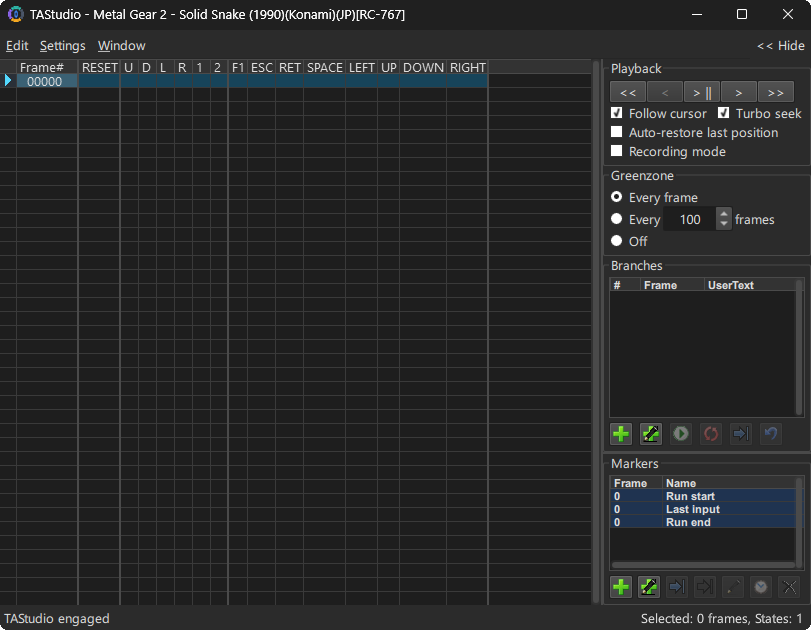 TAStudio - Metal Gear 2 - Solid Snake (1990)(Konami)(JP)[RC-767]
Edit Settings Window << Hide
Frame# RESET U D L R 1 2 F1 ESC RET SPACE LEFT UP DOWN RIGHT
00000
Playback
<< < > || > >>
Follow cursor Turbo seek
Auto-restore last position
Recording mode
Greenzone
Every frame
Every 100 frames
Off
Branches
# Frame UserText
Markers
Frame Name
0 Run start
0 Last input
0 Run end
TAStudio engaged Selected: 0 frames, States: 1